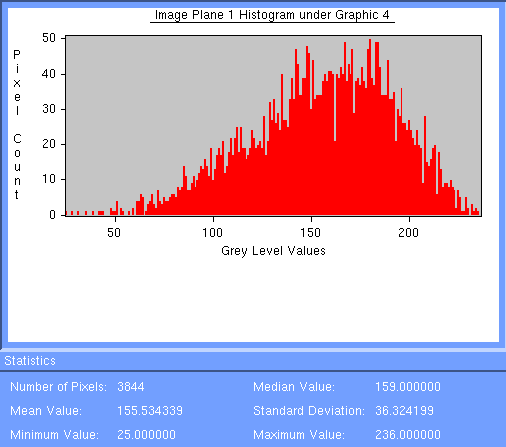 Image Plane 1 Histogram under Graphic 4
Pixel Count
50
40
30
20
10
0
50 100 150 200
Grey Level Values
Statistics
Number of Pixels: 3844 Median Value: 159.000000
Mean Value: 155.534339 Standard Deviation: 36.324199
Minimum Value: 25.000000 Maximum Value: 236.000000